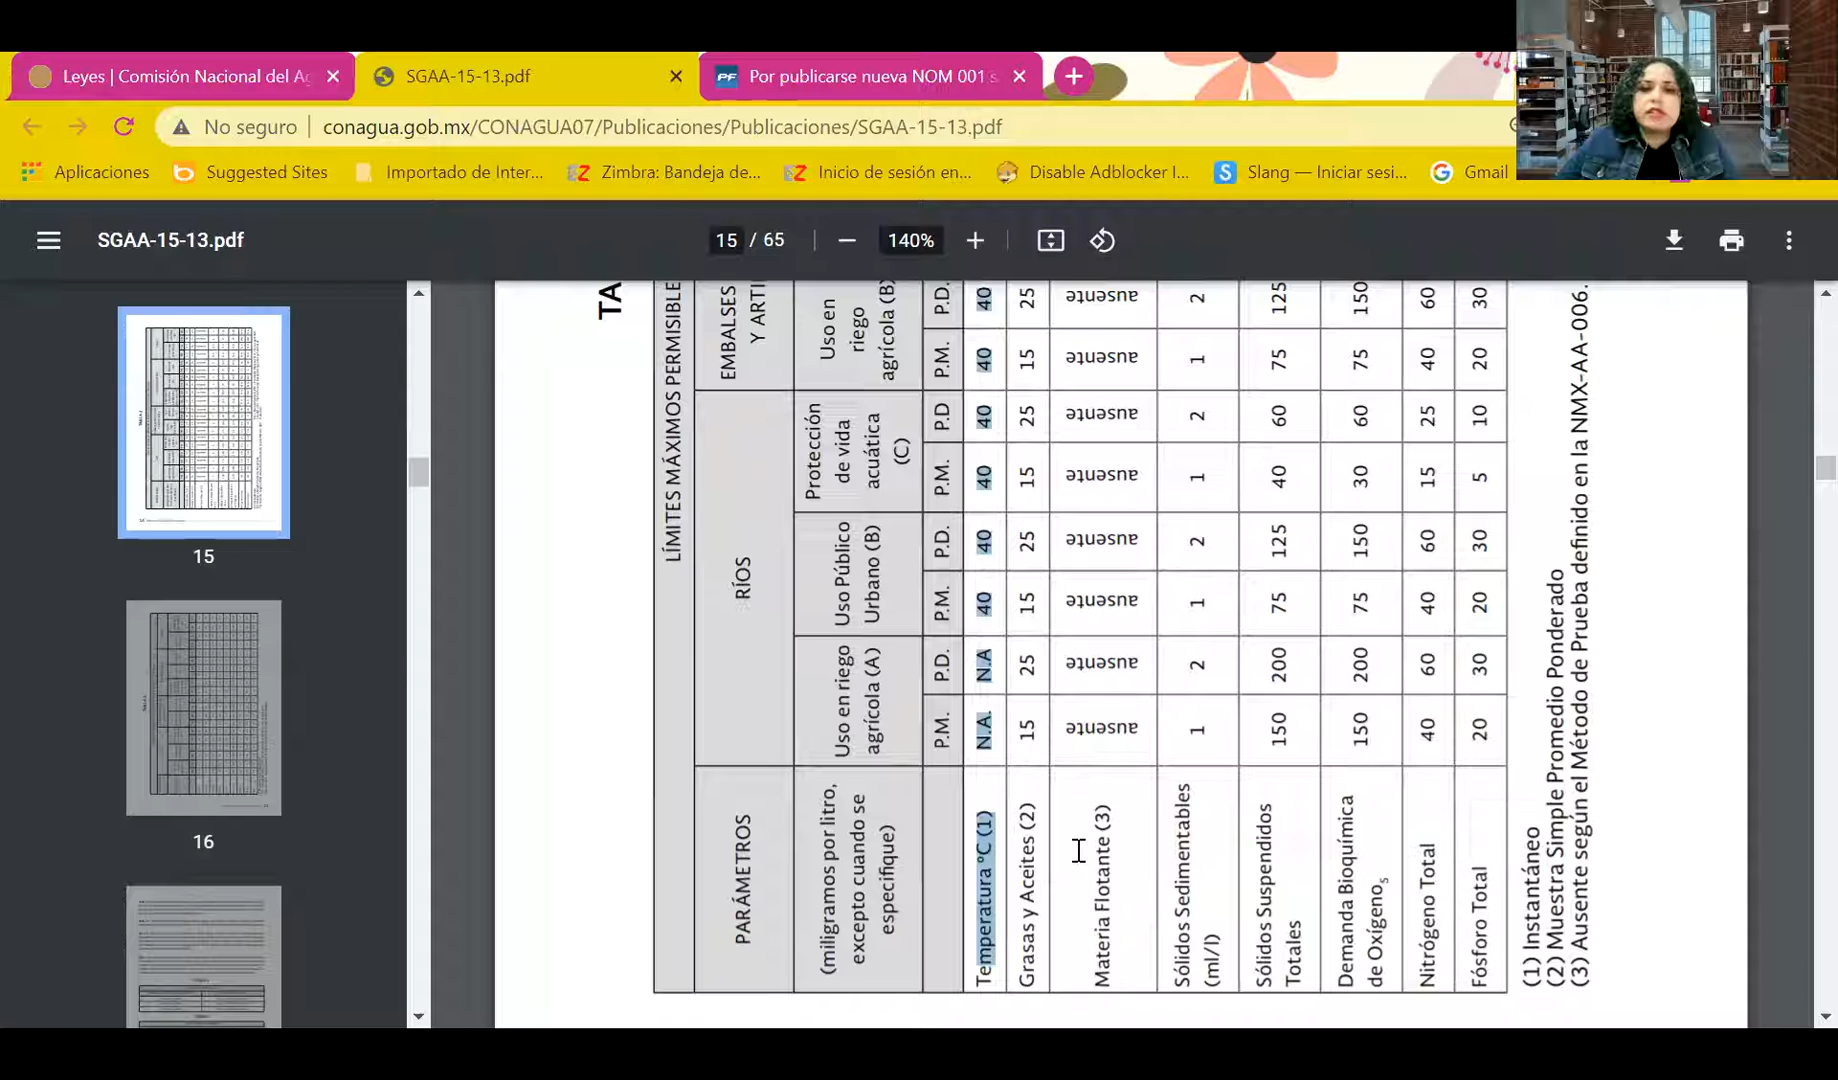 Leyes | Comisión Nacional del Ag
SGAA-15-13.pdf
PF Por publicarse nueva NOM 001 s
No seguro conagua.gob.mx/CONAGUA07/Publicaciones/Publicaciones/SGAA-15-13.pdf
Aplicaciones Suggested Sites Importado de Inter... Zimbra: Bandeja de... Inicio de sesión en... Disable Adblocker I... Slang — Iniciar sesi... Gmail
SGAA-15-13.pdf 15 / 65 140%
15
16
TA
LÍMITES MÁXIMOS PERMISIBLE
PARÁMETROS RÍOS EMBALSES
Y ARTI
(miligramos por litro,
excepto cuando se
especifique)
Uso en riego
agrícola (A)
Uso Público
Urbano (B)
Protección
de vida
acuática
(C)
Uso en
riego
agrícola (B)
P.M. P.D. P.M. P.D. P.M. P.D P.M. P.D.
Temperatura °C (1) N.A. N.A 40 40 40 40 40 40
Grasas y Aceites (2) 15 25 15 25 15 25 15 25
Materia Flotante (3) ausente ausente ausente ausente ausente ausente ausente ausente
Sólidos Sedimentables
(ml/l) 1 2 1 2 1 2 1 2
Sólidos Suspendidos
Totales 150 200 75 125 40 60 75 125
Demanda Bioquímica
de Oxígeno5 150 200 75 150 30 60 75 150
Nitrógeno Total 40 60 40 60 15 25 40 60
Fósforo Total 20 30 20 30 5 10 20 30
(1) Instantáneo
(2) Muestra Simple Promedio Ponderado
(3) Ausente según el Método de Prueba definido en la NMX-AA-006.